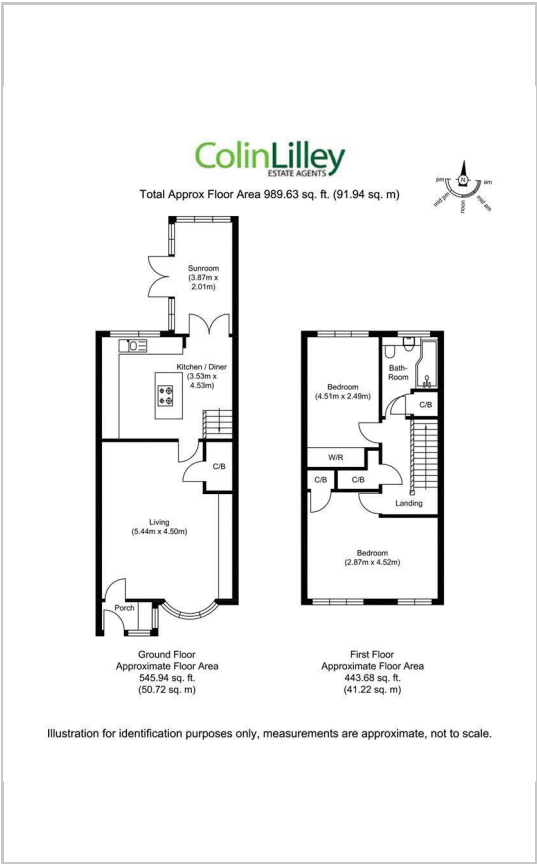 ColinLilley
ESTATE AGENTS
Total Approx Floor Area 989.63 sq. ft. (91.94 sq. m)
pm
N
am
mid pm
noon
mid am
Sunroom
(3.87m x
2.01m)
Kitchen / Diner
(3.53m x
4.53m)
C/B
Living
(5.44m x 4.50m)
Porch
Bath-
Room
Bedroom
(4.51m x 2.49m)
C/B
W/R
C/B
C/B
Landing
Bedroom
(2.87m x 4.52m)
Ground Floor
Approximate Floor Area
545.94 sq. ft.
(50.72 sq. m)
First Floor
Approximate Floor Area
443.68 sq. ft.
(41.22 sq. m)
Illustration for identification purposes only, measurements are approximate, not to scale.